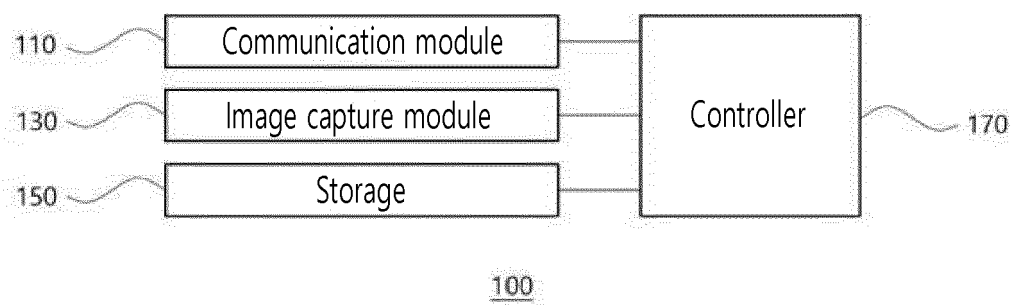 110 Communication module
130 Image capture module
Controller
170
150 Storage
100